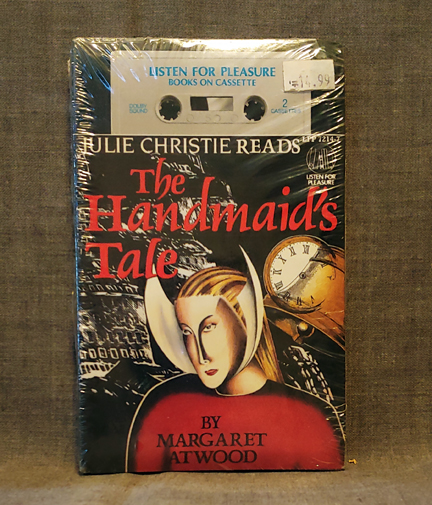 LISTEN FOR PLEASURE
BOOKS ON CASSETTE
14.99
DOLBY
SOUND
2
JULIE CHRISTIE READS
LISTEN FOR
PLEASURE
The
Handmaid's
Tale
BY
MARGARET
ATWOOD